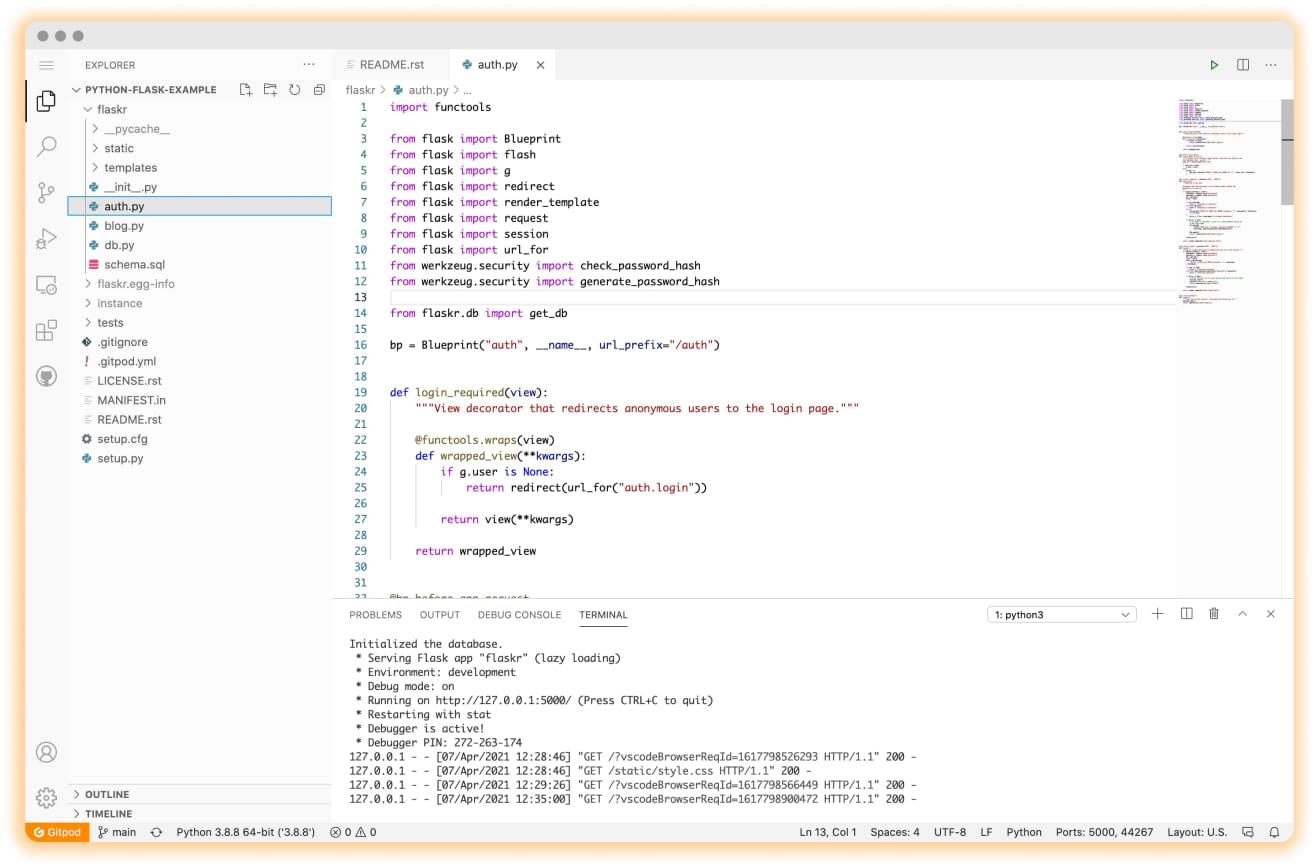 EXPLORER
PYTHON-FLASK-EXAMPLE
flaskr
__pycache__
static
templates
__init__.py
auth.py
blog.py
db.py
schema.sql
flaskr.egg-info
instance
tests
.gitignore
! .gitpod.yml
LICENSE.rst
MANIFEST.in
README.rst
setup.cfg
setup.py
OUTLINE
TIMELINE
README.rst auth.py
flaskr > auth.py > ...
1 import functools
2
3 from flask import Blueprint
4 from flask import flash
5 from flask import g
6 from flask import redirect
7 from flask import render_template
8 from flask import request
9 from flask import session
10 from flask import url_for
11 from werkzeug.security import check_password_hash
12 from werkzeug.security import generate_password_hash
13
14 from flaskr.db import get_db
15
16 bp = Blueprint("auth", __name__, url_prefix="/auth")
17
18
19 def login_required(view):
20 """View decorator that redirects anonymous users to the login page."""
21
22 @functools.wraps(view)
23 def wrapped_view(**kwargs):
24 if g.user is None:
25 return redirect(url_for("auth.login"))
26
27 return view(**kwargs)
28
29 return wrapped_view
30
31
32 @bp.before_app_request
PROBLEMS OUTPUT DEBUG CONSOLE TERMINAL 1: python3
Initialized the database.
* Serving Flask app "flaskr" (lazy loading)
* Environment: development
* Debug mode: on
* Running on http://127.0.0.1:5000/ (Press CTRL+C to quit)
* Restarting with stat
* Debugger is active!
* Debugger PIN: 272-263-174
127.0.0.1 - - [07/Apr/2021 12:28:46] "GET /?vscodeBrowserReqId=1617798526293 HTTP/1.1" 200 -
127.0.0.1 - - [07/Apr/2021 12:28:46] "GET /static/style.css HTTP/1.1" 200 -
127.0.0.1 - - [07/Apr/2021 12:29:26] "GET /?vscodeBrowserReqId=1617798566449 HTTP/1.1" 200 -
127.0.0.1 - - [07/Apr/2021 12:35:00] "GET /?vscodeBrowserReqId=1617798900472 HTTP/1.1" 200 -
Gitpod main Python 3.8.8 64-bit ('3.8.8') 0 0 Ln 13, Col 1 Spaces: 4 UTF-8 LF Python Ports: 5000, 44267 Layout: U.S.